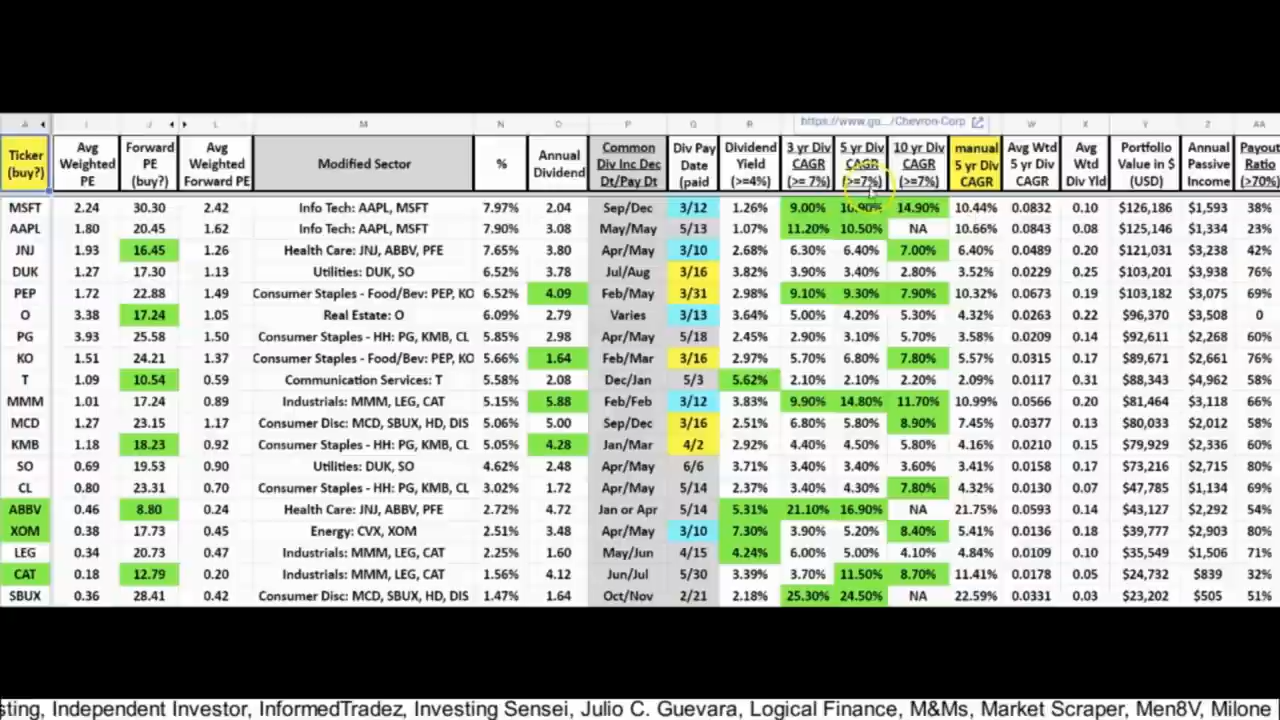 https://www.go.../Chevron-Corp
A I J L M N O P Q R W X Y Z AA
Ticker (buy?) Avg Weighted PE Forward PE (buy?) Avg Weighted Forward PE Modified Sector % Annual Dividend Common Div Inc Dec Dt/Pay Dt Div Pay Date (paid Dividend Yield (>=4%) 3 yr Div CAGR (>= 7%) 5 yr Div CAGR (>=7%) 10 yr Div CAGR (>=7%) manual 5 yr Div CAGR Avg Wtd 5 yr Div CAGR Avg Wtd Div Yld Portfolio Value in $ (USD) Annual Passive Income Payout Ratio (>70%)
MSFT 2.24 30.30 2.42 Info Tech: AAPL, MSFT 7.97% 2.04 Sep/Dec 3/12 1.26% 9.00% 10.90% 14.90% 10.44% 0.0832 0.10 $126,186 $1,593 38%
AAPL 1.80 20.45 1.62 Info Tech: AAPL, MSFT 7.90% 3.08 May/May 5/13 1.07% 11.20% 10.50% NA 10.66% 0.0843 0.08 $125,146 $1,334 23%
JNJ 1.93 16.45 1.26 Health Care: JNJ, ABBV, PFE 7.65% 3.80 Apr/May 3/10 2.68% 6.30% 6.40% 7.00% 6.40% 0.0489 0.20 $121,031 $3,238 42%
DUK 1.27 17.30 1.13 Utilities: DUK, SO 6.52% 3.78 Jul/Aug 3/16 3.82% 3.90% 3.40% 2.80% 3.52% 0.0229 0.25 $103,201 $3,938 76%
PEP 1.72 22.88 1.49 Consumer Staples - Food/Bev: PEP, KO 6.52% 4.09 Feb/May 3/31 2.98% 9.10% 9.30% 7.90% 10.32% 0.0673 0.19 $103,182 $3,075 69%
O 3.38 17.24 1.05 Real Estate: O 6.09% 2.79 Varies 3/13 3.64% 5.00% 4.20% 5.30% 4.32% 0.0263 0.22 $96,370 $3,508 0
PG 3.93 25.58 1.50 Consumer Staples - HH: PG, KMB, CL 5.85% 2.98 Apr/May 5/18 2.45% 2.90% 3.10% 5.70% 3.58% 0.0209 0.14 $92,611 $2,268 60%
KO 1.51 24.21 1.37 Consumer Staples - Food/Bev: PEP, KO 5.66% 1.64 Feb/Mar 3/16 2.97% 5.70% 6.80% 7.80% 5.57% 0.0315 0.17 $89,671 $2,661 76%
T 1.09 10.54 0.59 Communication Services: T 5.58% 2.08 Dec/Jan 5/3 5.62% 2.10% 2.10% 2.20% 2.09% 0.0117 0.31 $88,343 $4,962 58%
MMM 1.01 17.24 0.89 Industrials: MMM, LEG, CAT 5.15% 5.88 Feb/Feb 3/12 3.83% 9.90% 14.80% 11.70% 10.99% 0.0566 0.20 $81,464 $3,118 66%
MCD 1.27 23.15 1.17 Consumer Disc: MCD, SBUX, HD, DIS 5.06% 5.00 Sep/Dec 3/16 2.51% 6.80% 5.80% 8.90% 7.45% 0.0377 0.13 $80,033 $2,012 58%
KMB 1.18 18.23 0.92 Consumer Staples - HH: PG, KMB, CL 5.05% 4.28 Jan/Mar 4/2 2.92% 4.40% 4.50% 5.80% 4.16% 0.0210 0.15 $79,929 $2,336 60%
SO 0.69 19.53 0.90 Utilities: DUK, SO 4.62% 2.48 Apr/May 6/6 3.71% 3.40% 3.40% 3.60% 3.41% 0.0158 0.17 $73,216 $2,715 80%
CL 0.80 23.31 0.70 Consumer Staples - HH: PG, KMB, CL 3.02% 1.72 Apr/May 5/14 2.37% 3.40% 4.30% 7.80% 4.32% 0.0130 0.07 $47,785 $1,134 69%
ABBV 0.46 8.80 0.24 Health Care: JNJ, ABBV, PFE 2.72% 4.72 Jan or Apr 5/14 5.31% 21.10% 16.90% NA 21.75% 0.0593 0.14 $43,127 $2,292 54%
XOM 0.38 17.73 0.45 Energy: CVX, XOM 2.51% 3.48 Apr/May 3/10 7.30% 3.90% 5.20% 8.40% 5.41% 0.0136 0.18 $39,777 $2,903 80%
LEG 0.34 20.73 0.47 Industrials: MMM, LEG, CAT 2.25% 1.60 May/Jun 4/15 4.24% 6.00% 5.00% 4.10% 4.84% 0.0109 0.10 $35,549 $1,506 71%
CAT 0.18 12.79 0.20 Industrials: MMM, LEG, CAT 1.56% 4.12 Jun/Jul 5/30 3.39% 3.70% 11.50% 8.70% 11.41% 0.0178 0.05 $24,732 $839 32%
SBUX 0.36 28.41 0.42 Consumer Disc: MCD, SBUX, HD, DIS 1.47% 1.64 Oct/Nov 2/21 2.18% 25.30% 24.50% NA 22.59% 0.0331 0.03 $23,202 $505 51%
sting, Independent Investor, InformedTradez, Investing Sensei, Julio C. Guevara, Logical Finance, M&Ms, Market Scraper, Men8V, Milone